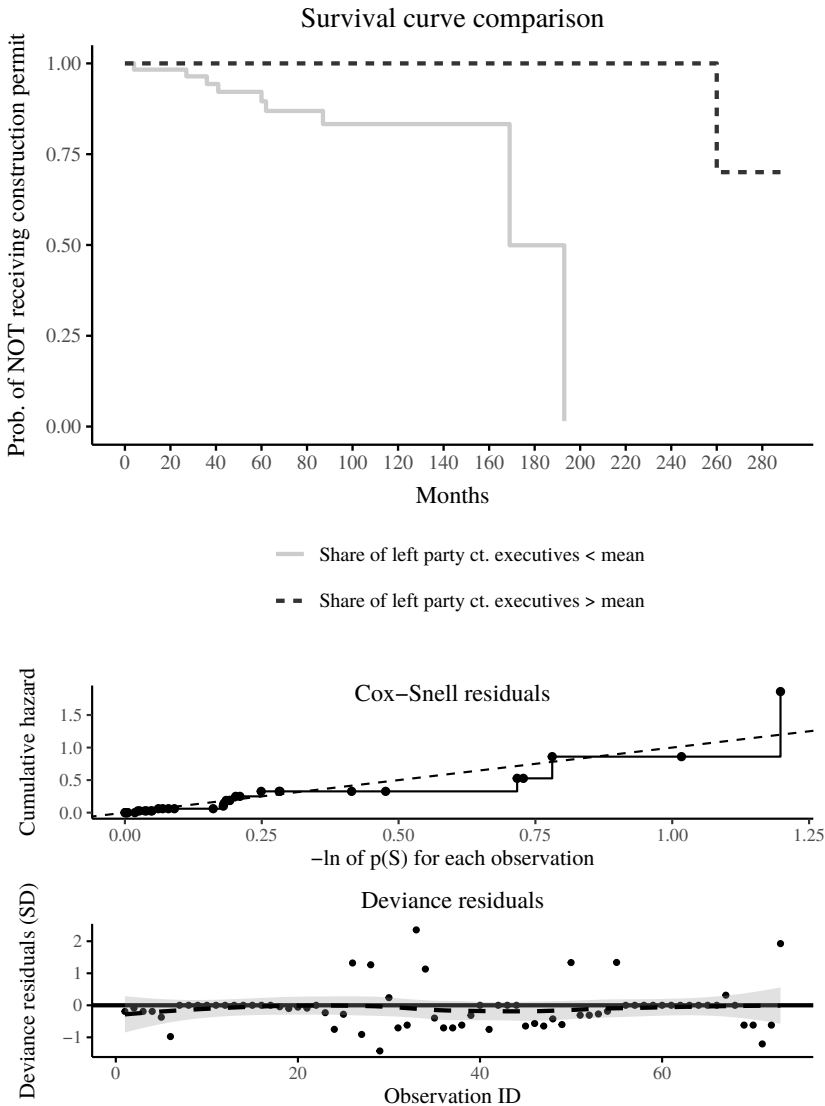 Survival curve comparison
Prob. of NOT receiving construction permit
1.00
0.75
0.50
0.25
0.00
0 20 40 60 80 100 120 140 160 180 200 220 240 260 280
Months
Share of left party ct. executives < mean
Share of left party ct. executives > mean
Cox−Snell residuals
Cumulative hazard
1.5
1.0
0.5
0.0
0.00 0.25 0.50 0.75 1.00 1.25
−ln of p(S) for each observation
Deviance residuals
Deviance residuals (SD)
2
1
0
−1
0 20 40 60
Observation ID